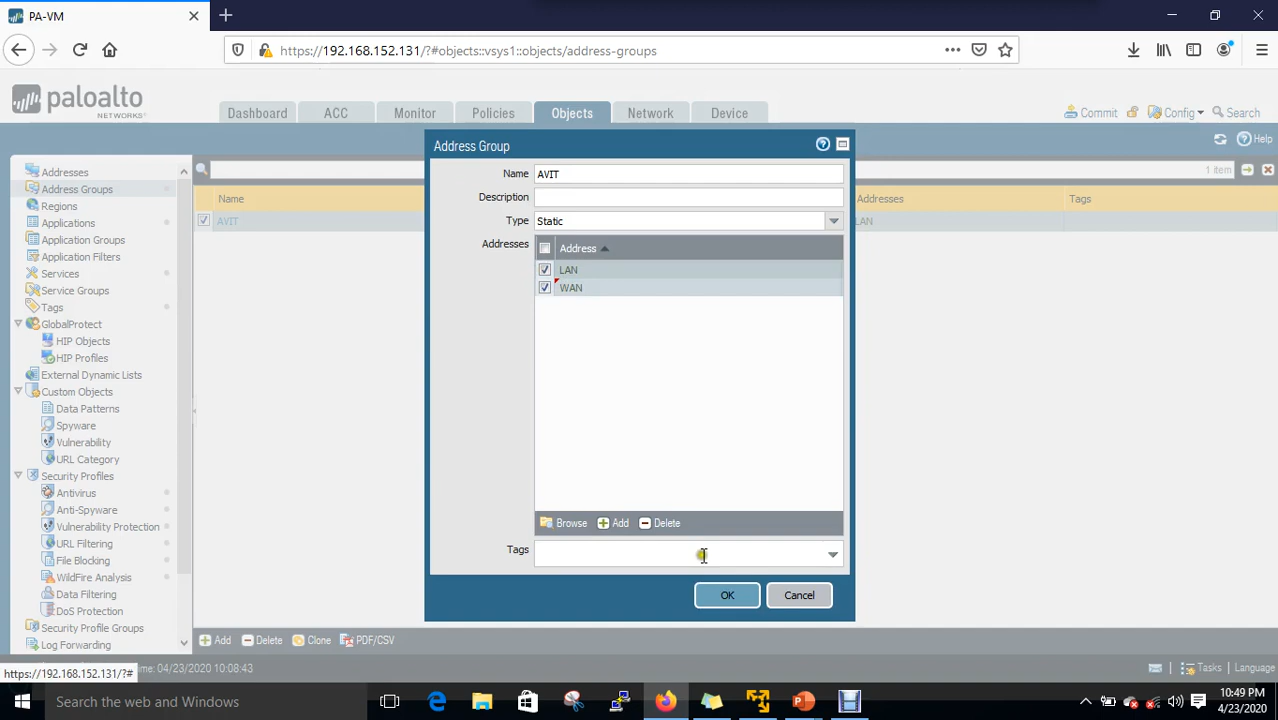 PA-VM
https://192.168.152.131/?#objects::vsys1::objects/address-groups
paloalto
NETWORKS
Dashboard ACC Monitor Policies Objects Network Device
Commit Config Search
Help
Addresses
Address Groups
Regions
Applications
Application Groups
Application Filters
Services
Service Groups
Tags
GlobalProtect
HIP Objects
HIP Profiles
External Dynamic Lists
Custom Objects
Data Patterns
Spyware
Vulnerability
URL Category
Security Profiles
Antivirus
Anti-Spyware
Vulnerability Protection
URL Filtering
File Blocking
WildFire Analysis
Data Filtering
DoS Protection
Security Profile Groups
Log Forwarding
1 item
Name Addresses Tags
AVIT LAN
Address Group
Name AVIT
Description
Type Static
Addresses Address
LAN
WAN
Browse Add Delete
Tags
OK Cancel
Add Delete Clone PDF/CSV
https://192.168.152.131/?# me: 04/23/2020 10:08:43
Tasks Language
Search the web and Windows
10:49 PM
4/23/2020